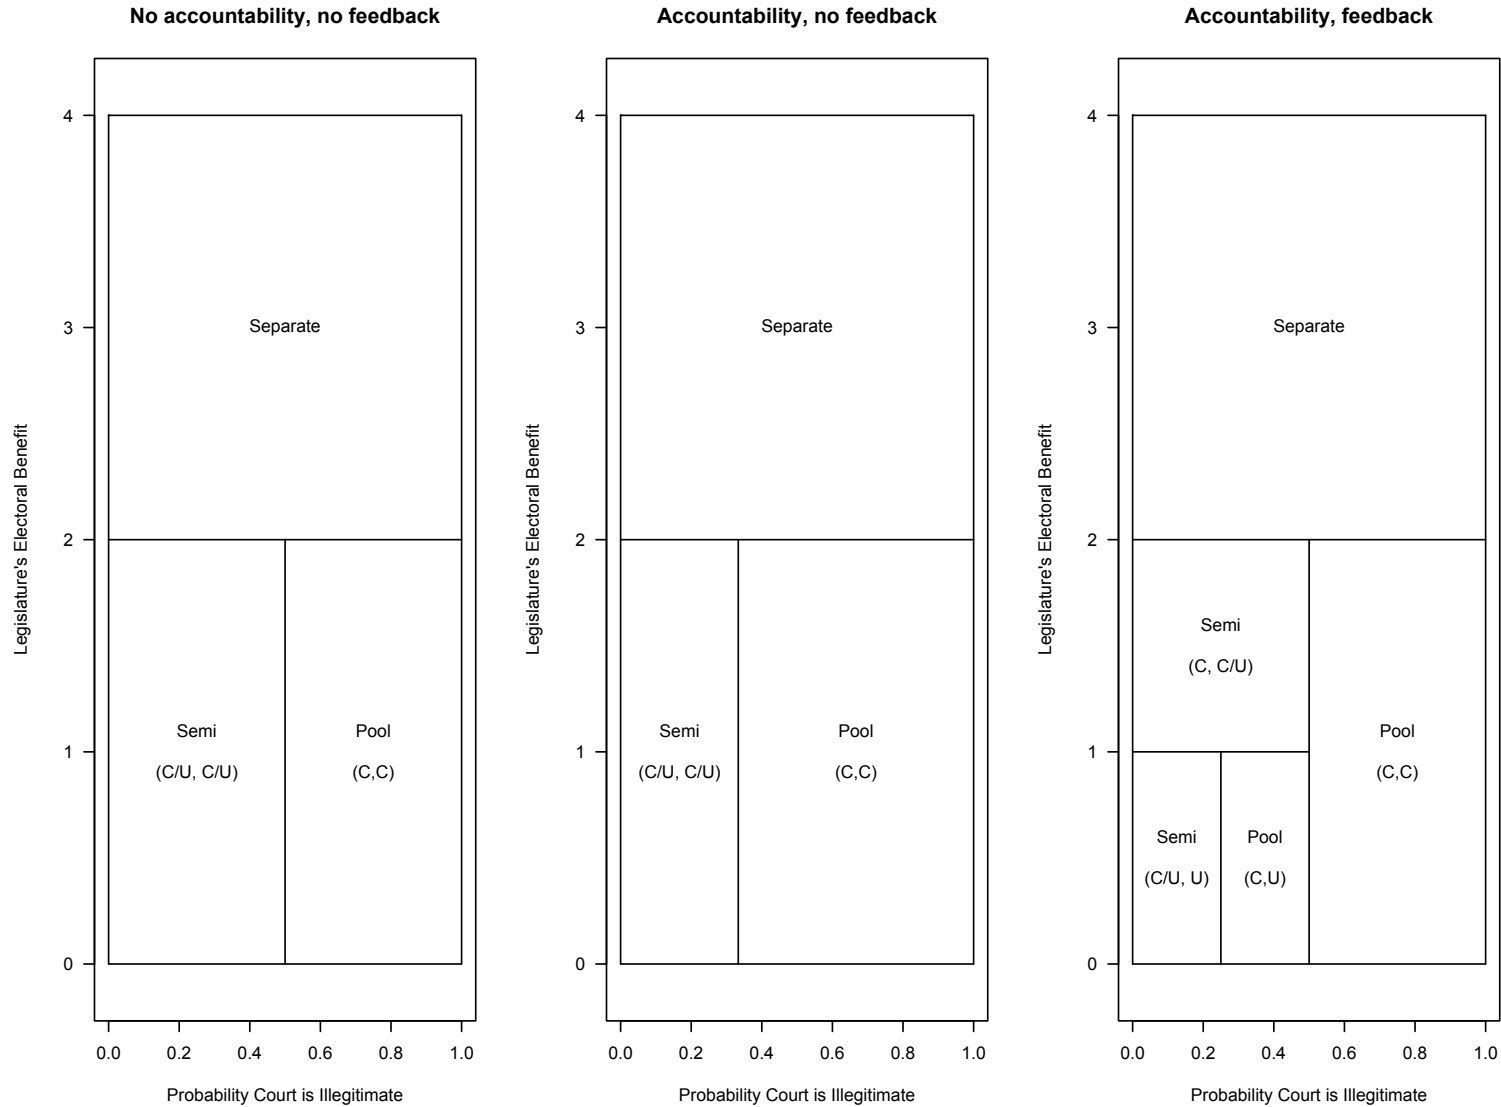 No accountability, no feedback
4
3
2
1
0
Legislature's Electoral Benefit
Separate
Semi
(C/U, C/U)
Pool
(C,C)
0.0 0.2 0.4 0.6 0.8 1.0
Probability Court is Illegitimate
Accountability, no feedback
4
3
2
1
0
Legislature's Electoral Benefit
Separate
Semi
(C/U, C/U)
Pool
(C,C)
0.0 0.2 0.4 0.6 0.8 1.0
Probability Court is Illegitimate
Accountability, feedback
4
3
2
1
0
Legislature's Electoral Benefit
Separate
Semi
(C, C/U)
Pool
(C,C)
Semi
(C/U, U)
Pool
(C,U)
0.0 0.2 0.4 0.6 0.8 1.0
Probability Court is Illegitimate